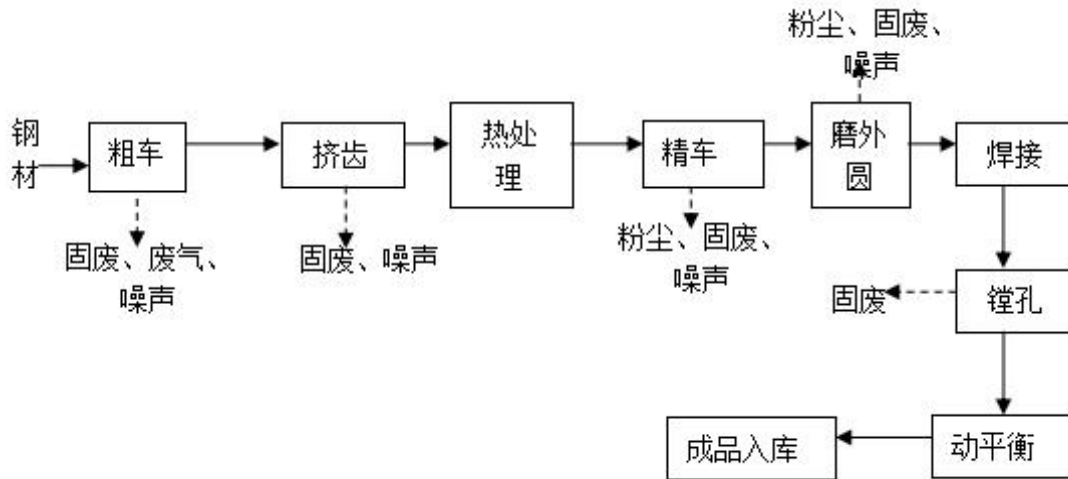 粉尘、固废、
噪声
钢
材
粗车
挤齿
热处
理
精车
磨外
圆
焊接
固废、废气、
噪声
固废、噪声
粉尘、固废、
噪声
固废
镗孔
成品入库
动平衡